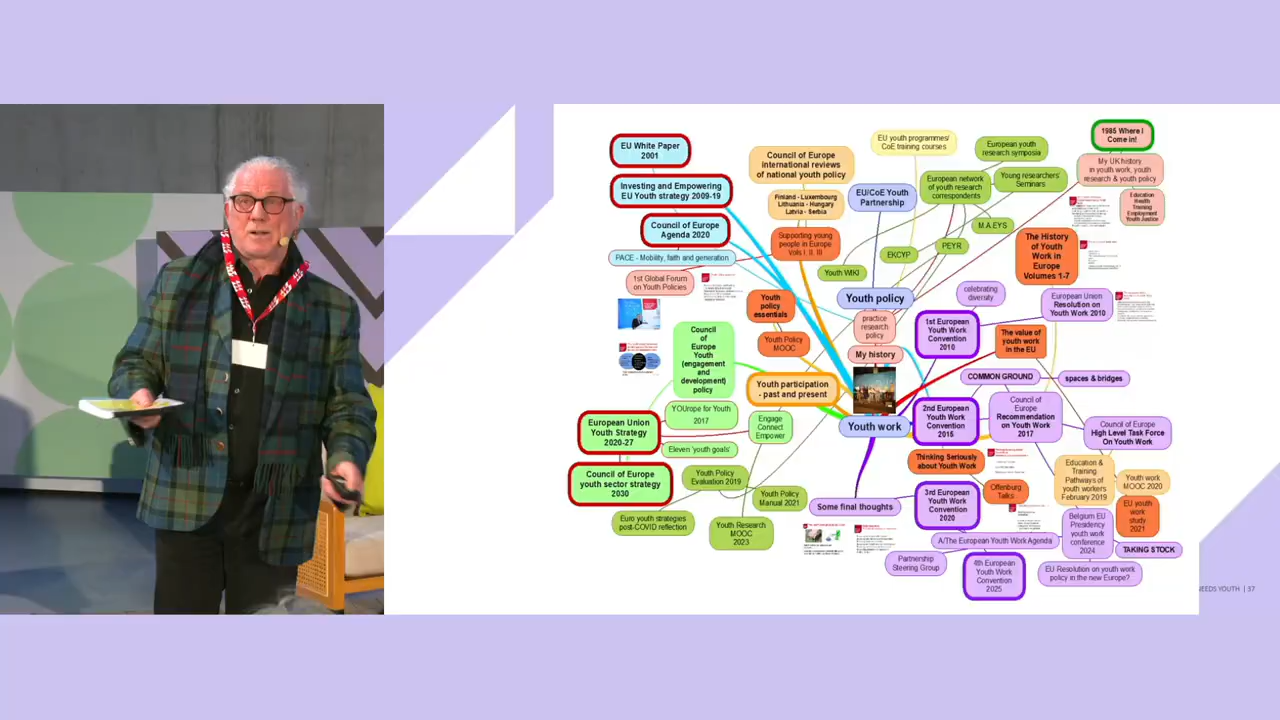 EU White Paper
2001
Investing and Empowering
EU Youth strategy 2009-19
Council of Europe
Agenda 2020
PACE - Mobility, faith and generation
1st Global Forum
on Youth Policies
Council of Europe
international reviews
of national youth policy
Finland - Luxembourg
Lithuania - Hungary
Latvia - Serbia
Supporting young
people in Europe
Vols I, II, III
EU youth programmes/
CoE training courses
EU/CoE Youth
Partnership
European youth
research symposia
European network
of youth research
correspondents
Young researchers'
Seminars
M.A.EYS
PEYR
EKCYP
Youth WIKI
1985 Where I
Come in!
My UK history
in youth work, youth
research & youth policy
Education
Health
Training
Employment
Youth Justice
The History
of Youth
Work in
Europe
Volumes 1-7
Youth policy
practice
research
policy
My history
Youth work
Youth
policy
essentials
Youth Policy
MOOC
Council
of
Europe
Youth
(engagement
and
development)
policy
Youth participation
- past and present
YOUrope for Youth
2017
Engage
Connect
Empower
European Union
Youth Strategy
2020-27
Eleven 'youth goals'
Council of Europe
youth sector strategy
2030
Youth Policy
Evaluation 2019
Youth Policy
Manual 2021
Euro youth strategies
post-COVID reflection
Youth Research
MOOC
2023
Some final thoughts
celebrating
diversity
European Union
Resolution on
Youth Work 2010
1st European
Youth Work
Convention
2010
The value of
youth work
in the EU
COMMON GROUND
spaces & bridges
2nd European
Youth Work
Convention
2015
Council of
Europe
Recommendation
on Youth Work
2017
Council of Europe
High Level Task Force
On Youth Work
Thinking Seriously
about Youth Work
Offenburg
Talks
Education &
Training
Pathways of
youth workers
February 2019
Youth work
MOOC 2020
EU youth
work
study
2021
3rd European
Youth Work
Convention
2020
A/The European Youth Work Agenda
Belgium EU
Presidency
youth work
conference
2024
TAKING STOCK
Partnership
Steering Group
4th European
Youth Work
Convention
2025
EU Resolution on youth work
policy in the new Europe?
EEDS YOUTH | 37